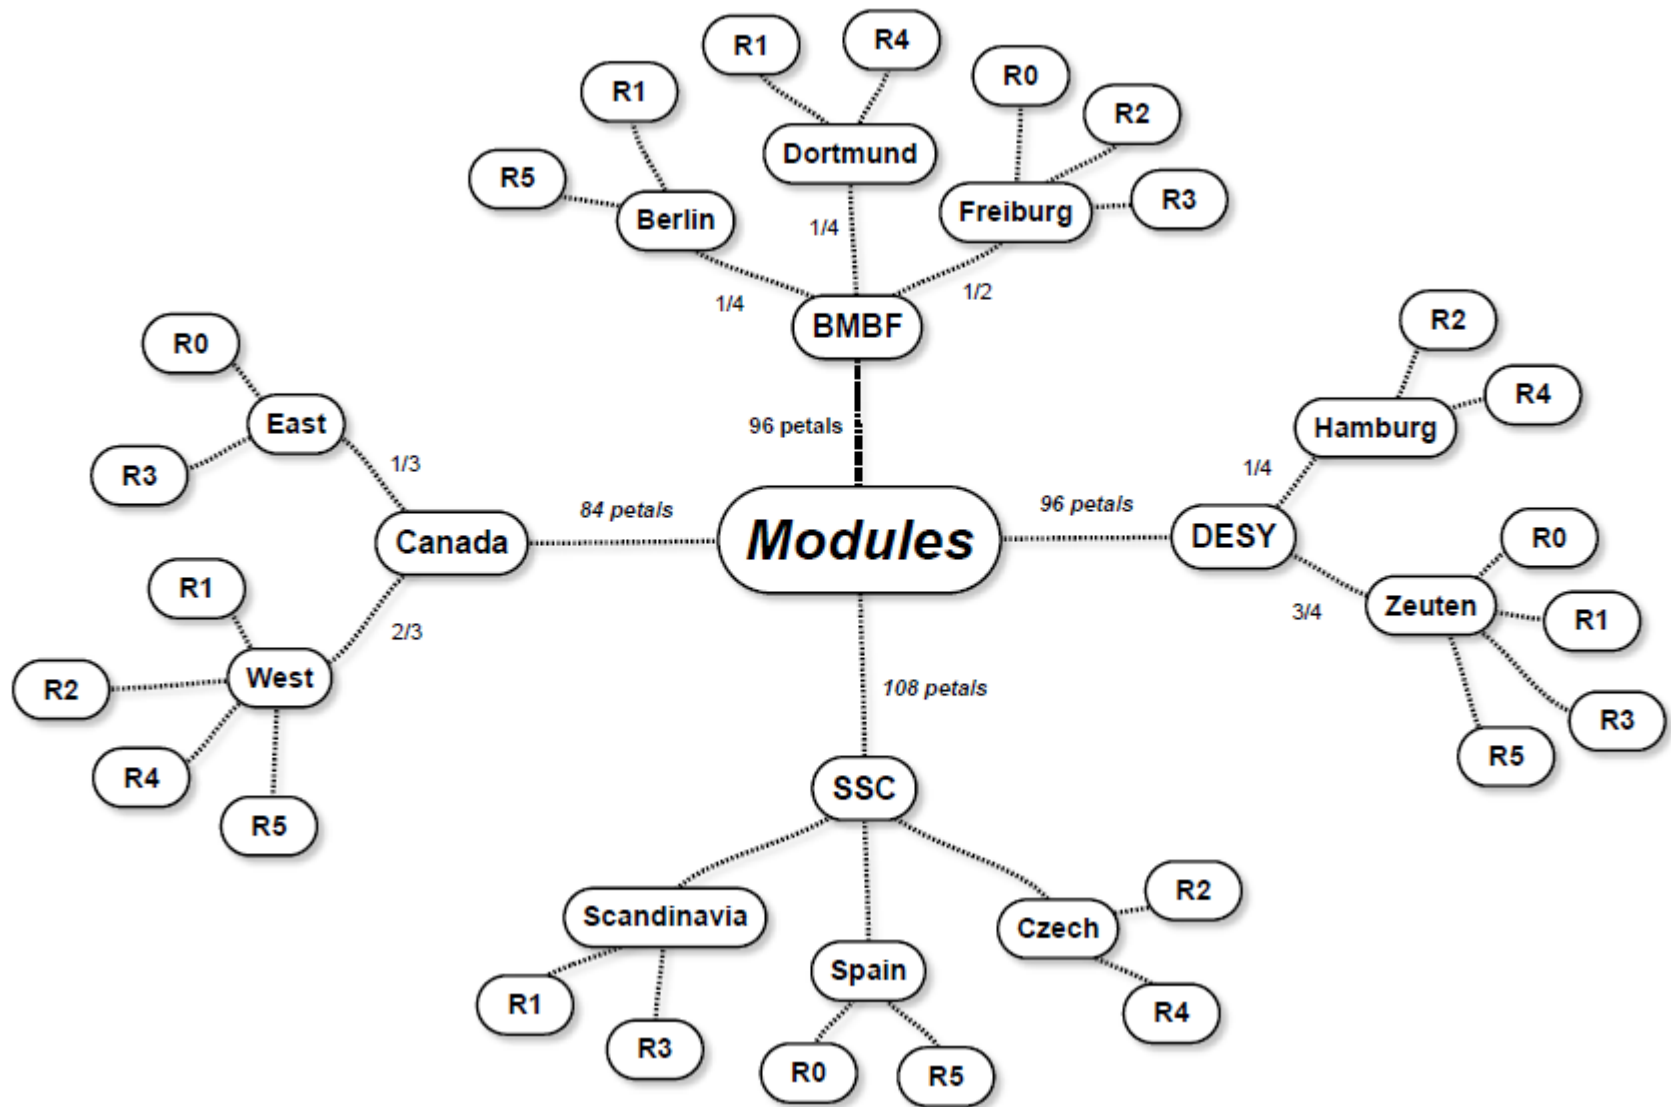 R1
R4
R1
R0
R2
R5
Dortmund
R3
Berlin
Freiburg
1/4
1/4
1/2
BMBF
R2
R0
R4
East
96 petals
Hamburg
R3
1/3
1/4
84 petals
96 petals
R0
Canada
Modules
DESY
R1
Zeuten
R1
2/3
3/4
R2
West
108 petals
R3
R4
R5
R5
SSC
R2
Scandinavia
Czech
Spain
R1
R4
R3
R0
R5